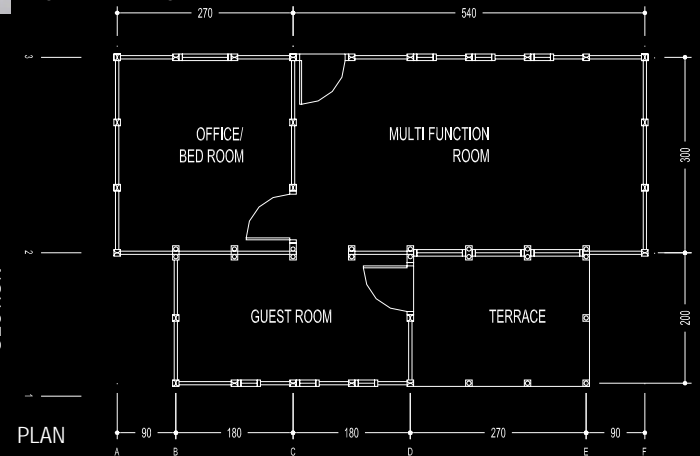 270
540
3
OFFICE/
BED ROOM
MULTI FUNCTION
ROOM
300
2
GUEST ROOM
TERRACE
200
1
PLAN
90
180
180
270
90
A
B
C
D
E
F